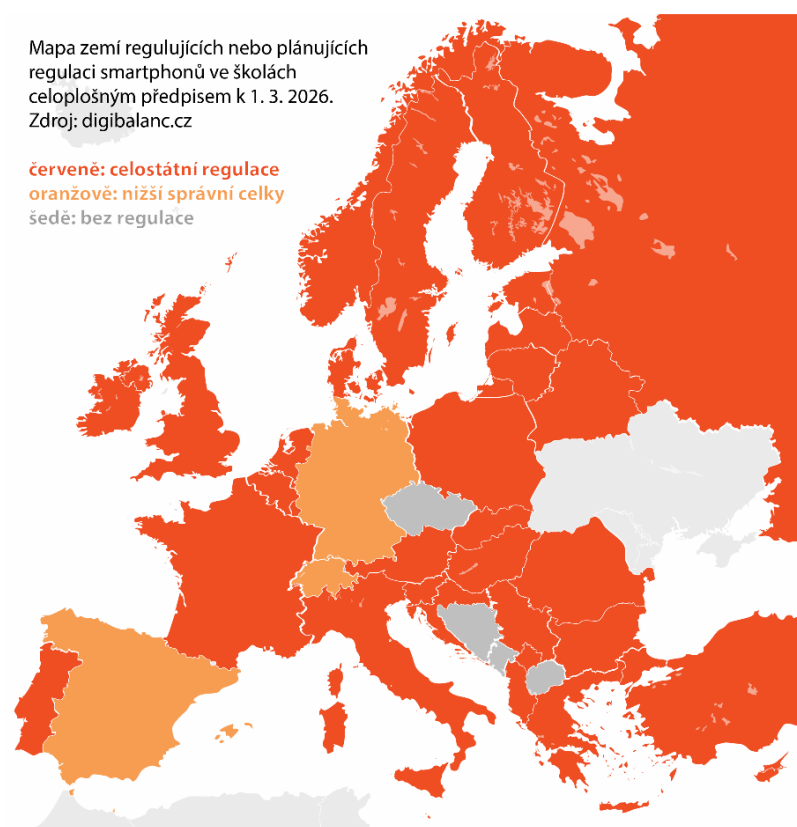 Mapa zemí regulujících nebo plánujících
regulaci smartphonů ve školách
celoplošným předpisem k 1. 3. 2026.
Zdroj: digibalanc.cz
červeně: celostátní regulace
oranžově: nižší správní celky
šedě: bez regulace